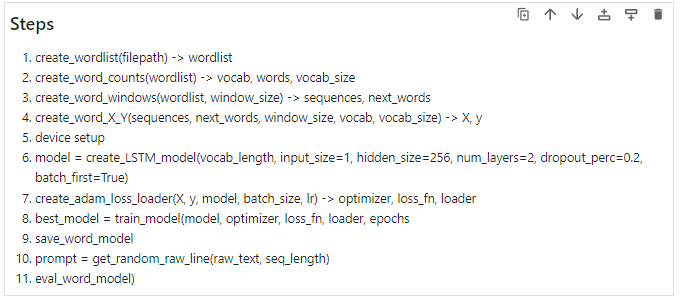 Steps
1. create_wordlist(filepath) -> wordlist
2. create_word_counts(wordlist) -> vocab, words, vocab_size
3. create_word_windows(wordlist, window_size) -> sequences, next_words
4. create_word_X_Y(sequences, next_words, window_size, vocab, vocab_size) -> X, y
5. device setup
6. model = create_LSTM_model(vocab_length, input_size=1, hidden_size=256, num_layers=2, dropout_perc=0.2,
batch_first=True)
7. create_adam_loss_loader(X, y, model, batch_size, lr) -> optimizer, loss_fn, loader
8. best_model = train_model(model, optimizer, loss_fn, loader, epochs
9. save_word_model
10. prompt = get_random_raw_line(raw_text, seq_length)
11. eval_word_model)